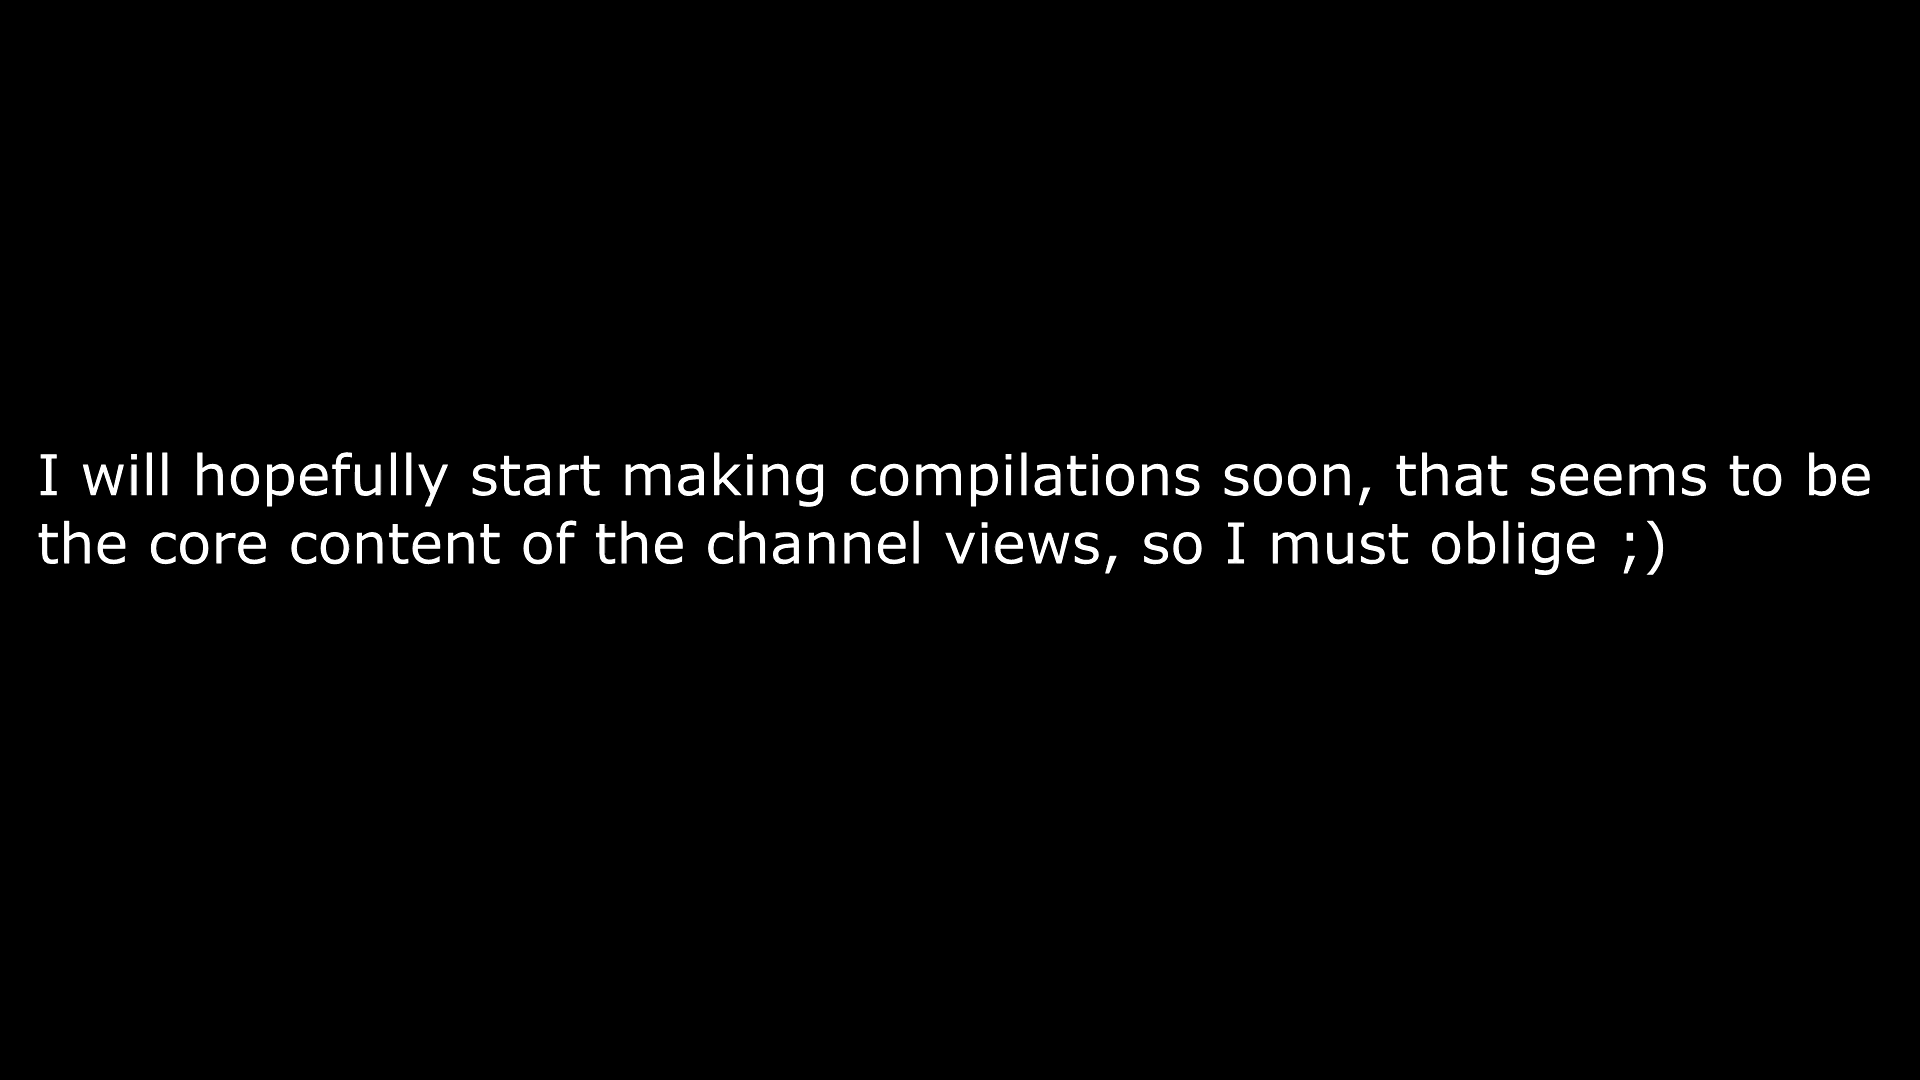 I will hopefully start making compilations soon, that seems to be
the core content of the channel views, so I must oblige ;)